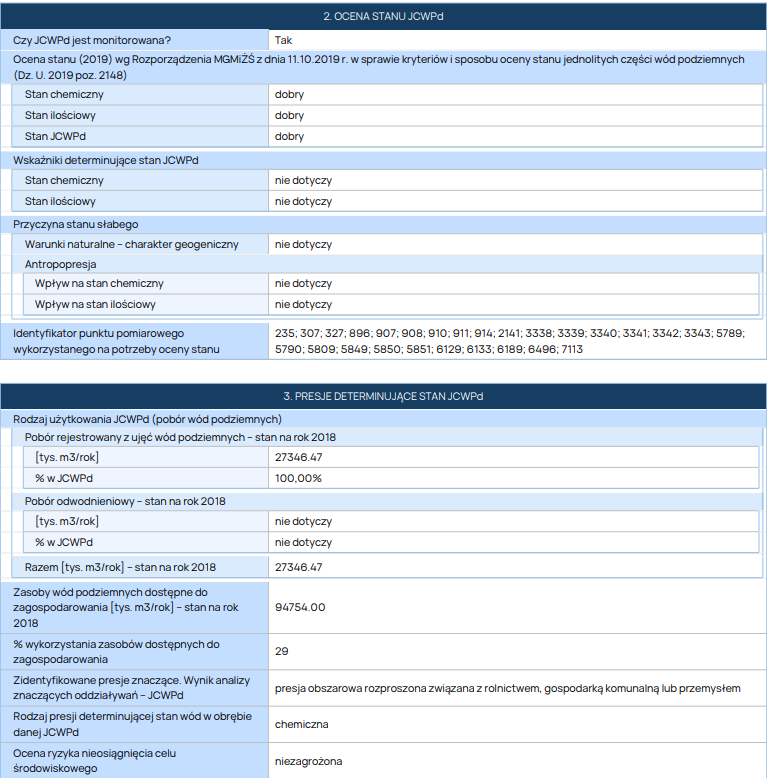 2. OCENA STANU JCWPd
Czy JCWPd jest monitorowana? Tak
Ocena stanu (2019) wg Rozporządzenia MGMiŻŚ z dnia 11.10.2019 r. w sprawie kryteriów i sposobu oceny stanu jednolitych części wód podziemnych
(Dz. U. 2019 poz. 2148)
Stan chemiczny dobry
Stan ilościowy dobry
Stan JCWPd dobry
Wskaźniki determinujące stan JCWPd
Stan chemiczny nie dotyczy
Stan ilościowy nie dotyczy
Przyczyna stanu słabego
Warunki naturalne – charakter geogeniczny nie dotyczy
Antropopresja
Wpływ na stan chemiczny nie dotyczy
Wpływ na stan ilościowy nie dotyczy
Identyfikator punktu pomiarowego
wykorzystanego na potrzeby oceny stanu
235; 307; 327; 896; 907; 908; 910; 911; 914; 2141; 3338; 3339; 3340; 3341; 3342; 3343; 5789;
5790; 5809; 5849; 5850; 5851; 6129; 6133; 6189; 6496; 7113
3. PRESJE DETERMINUJĄCE STAN JCWPd
Rodzaj użytkowania JCWPd (pobór wód podziemnych)
Pobór rejestrowany z ujęć wód podziemnych – stan na rok 2018
[tys. m3/rok] 27346.47
% w JCWPd 100,00%
Pobór odwodnieniowy – stan na rok 2018
[tys. m3/rok] nie dotyczy
% w JCWPd nie dotyczy
Razem [tys. m3/rok] – stan na rok 2018 27346.47
Zasoby wód podziemnych dostępne do
zagospodarowania [tys. m3/rok] – stan na rok
2018
94754.00
% wykorzystania zasobów dostępnych do
zagospodarowania
29
Zidentyfikowane presje znaczące. Wynik analizy
znaczących oddziaływań – JCWPd
presja obszarowa rozproszona związana z rolnictwem, gospodarką komunalną lub przemysłem
Rodzaj presji determinującej stan wód w obrębie
danej JCWPd
chemiczna
Ocena ryzyka nieosiągnięcia celu
środowiskowego
niezagrożona